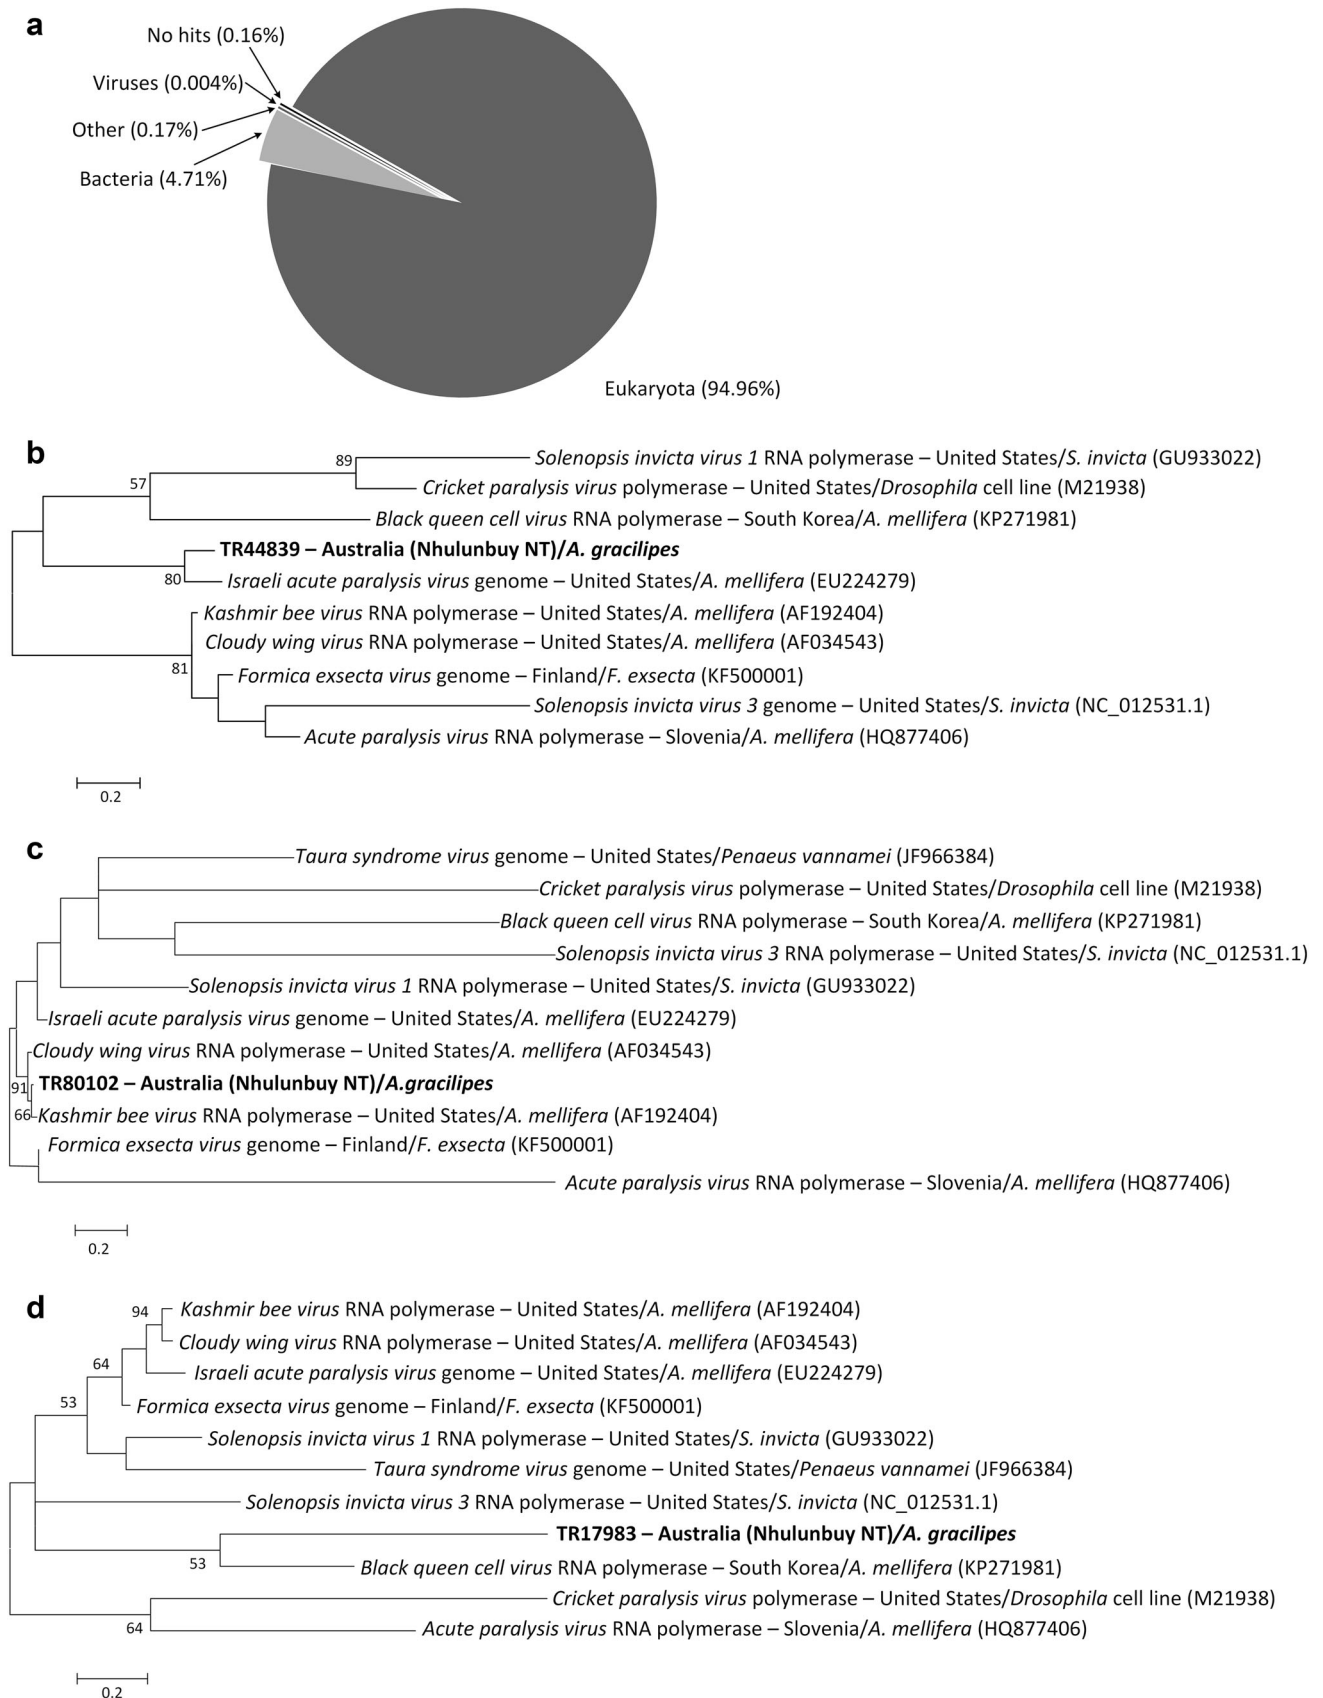 a
No hits (0.16%)
Viruses (0.004%)
Other (0.17%)
Bacteria (4.71%)
Eukaryota (94.96%)
b
89
Solenopsis invicta virus 1 RNA polymerase – United States/S. invicta (GU933022)
57
Cricket paralysis virus polymerase – United States/Drosophila cell line (M21938)
Black queen cell virus RNA polymerase – South Korea/A. mellifera (KP271981)
TR44839 – Australia (Nhulunbuy NT)/A. gracilipes
80
Israeli acute paralysis virus genome – United States/A. mellifera (EU224279)
Kashmir bee virus RNA polymerase – United States/A. mellifera (AF192404)
Cloudy wing virus RNA polymerase – United States/A. mellifera (AF034543)
81
Formica exsecta virus genome – Finland/F. exsecta (KF500001)
Solenopsis invicta virus 3 genome – United States/S. invicta (NC_012531.1)
Acute paralysis virus RNA polymerase – Slovenia/A. mellifera (HQ877406)
0.2
c
Taura syndrome virus genome – United States/Penaeus vannamei (JF966384)
Cricket paralysis virus polymerase – United States/Drosophila cell line (M21938)
Black queen cell virus RNA polymerase – South Korea/A. mellifera (KP271981)
Solenopsis invicta virus 3 RNA polymerase – United States/S. invicta (NC_012531.1)
Solenopsis invicta virus 1 RNA polymerase – United States/S. invicta (GU933022)
Israeli acute paralysis virus genome – United States/A. mellifera (EU224279)
Cloudy wing virus RNA polymerase – United States/A. mellifera (AF034543)
91
TR80102 – Australia (Nhulunbuy NT)/A.gracilipes
66
Kashmir bee virus RNA polymerase – United States/A. mellifera (AF192404)
Formica exsecta virus genome – Finland/F. exsecta (KF500001)
Acute paralysis virus RNA polymerase – Slovenia/A. mellifera (HQ877406)
0.2
d
94
Kashmir bee virus RNA polymerase – United States/A. mellifera (AF192404)
Cloudy wing virus RNA polymerase – United States/A. mellifera (AF034543)
64
Israeli acute paralysis virus genome – United States/A. mellifera (EU224279)
53
Formica exsecta virus genome – Finland/F. exsecta (KF500001)
Solenopsis invicta virus 1 RNA polymerase – United States/S. invicta (GU933022)
Taura syndrome virus genome – United States/Penaeus vannamei (JF966384)
Solenopsis invicta virus 3 RNA polymerase – United States/S. invicta (NC_012531.1)
TR17983 – Australia (Nhulunbuy NT)/A. gracilipes
53
Black queen cell virus RNA polymerase – South Korea/A. mellifera (KP271981)
Cricket paralysis virus polymerase – United States/Drosophila cell line (M21938)
64
Acute paralysis virus RNA polymerase – Slovenia/A. mellifera (HQ877406)
0.2